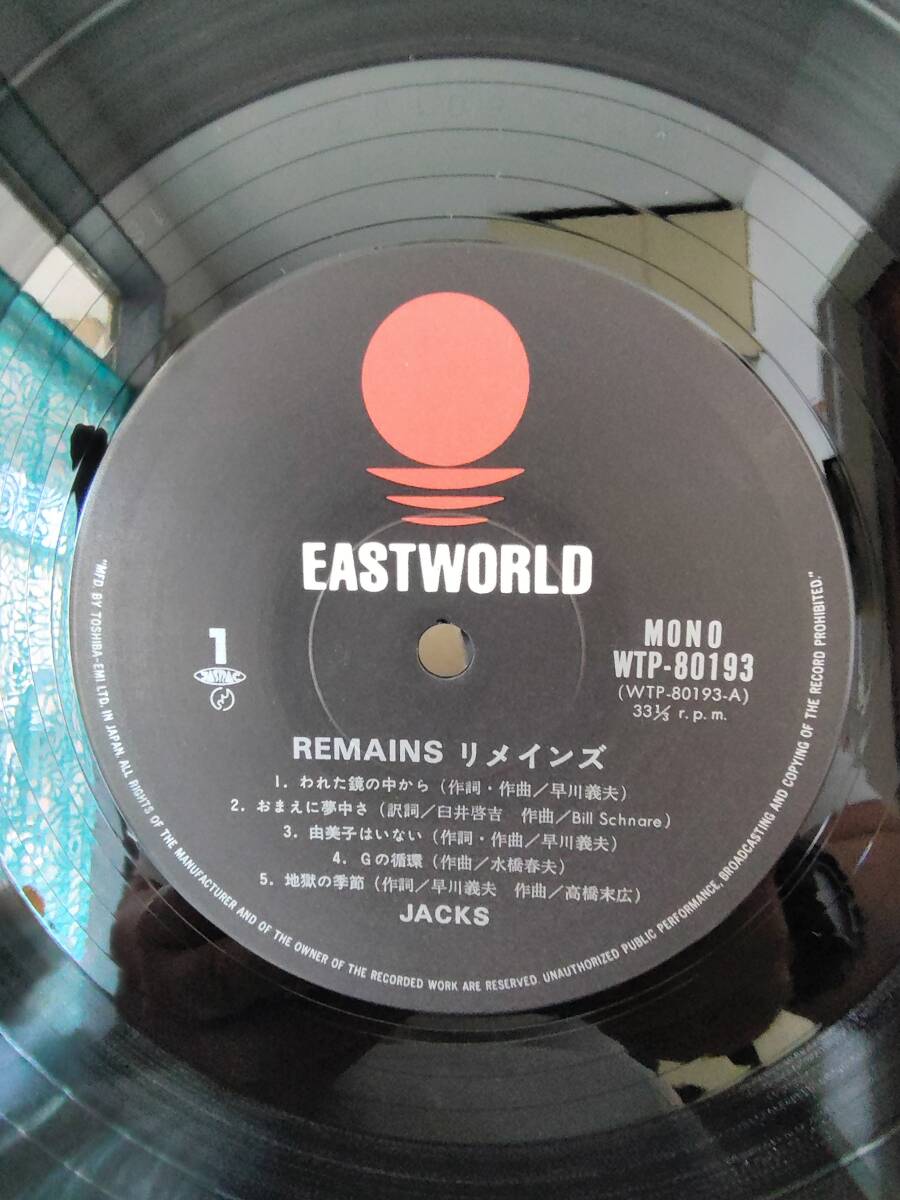 EASTWORLD
1
MONO
WTP-80193
(WTP-80193-A)
33⅓ r.p.m.
REMAINS リメインズ
1. われた鏡の中から (作詞・作曲/早川義夫)
2. おまえに夢中さ (訳詞/臼井啓吉 作曲/Bill Schnare)
3. 由美子はいない (作詞・作曲/早川義夫)
4. Gの循環 (作曲/水橋春夫)
5. 地獄の季節 (作詞/早川義夫 作曲/高橋末広)
JACKS
"MFD. BY TOSHIBA-EMI LTD. IN JAPAN. ALL RIGHTS OF THE MANUFACTURER AND OF THE OWNER OF THE RECORDED WORK ARE RESERVED. UNAUTHORIZED PUBLIC PERFORMANCE, BROADCASTING AND COPYING OF THE RECORD PROHIBITED."